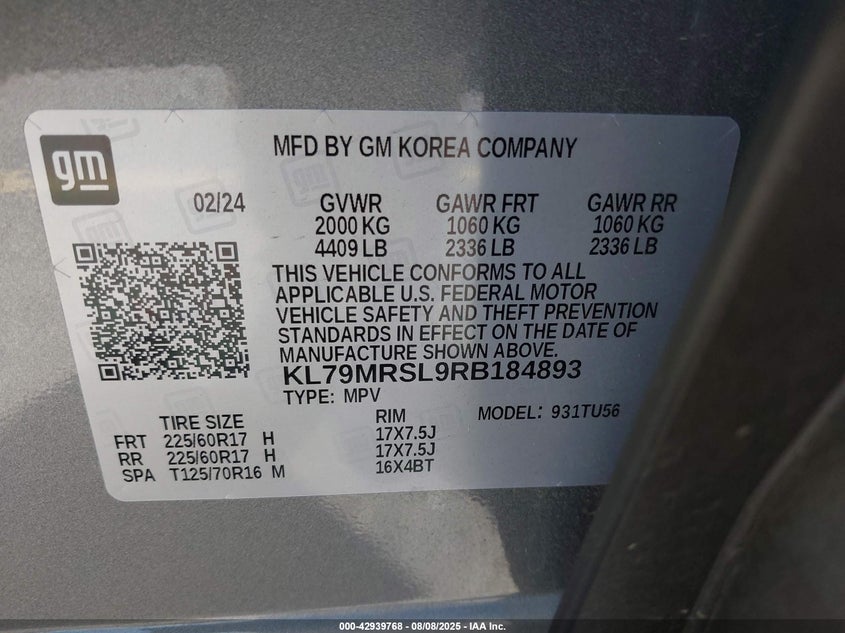 gm
MFD BY GM KOREA COMPANY
02/24 GVWR GAWR FRT GAWR RR
2000 KG 1060 KG 1060 KG
4409 LB 2336 LB 2336 LB
THIS VEHICLE CONFORMS TO ALL
APPLICABLE U.S. FEDERAL MOTOR
VEHICLE SAFETY AND THEFT PREVENTION
STANDARDS IN EFFECT ON THE DATE OF
MANUFACTURE SHOWN ABOVE.
KL79MRSL9RB184893
TYPE: MPV
MODEL: 931TU56
TIRE SIZE RIM
FRT 225/60R17 H 17X7.5J
RR 225/60R17 H 17X7.5J
SPA T125/70R16 M 16X4BT
000-42939768 - 08/08/2025 - IAA Inc.